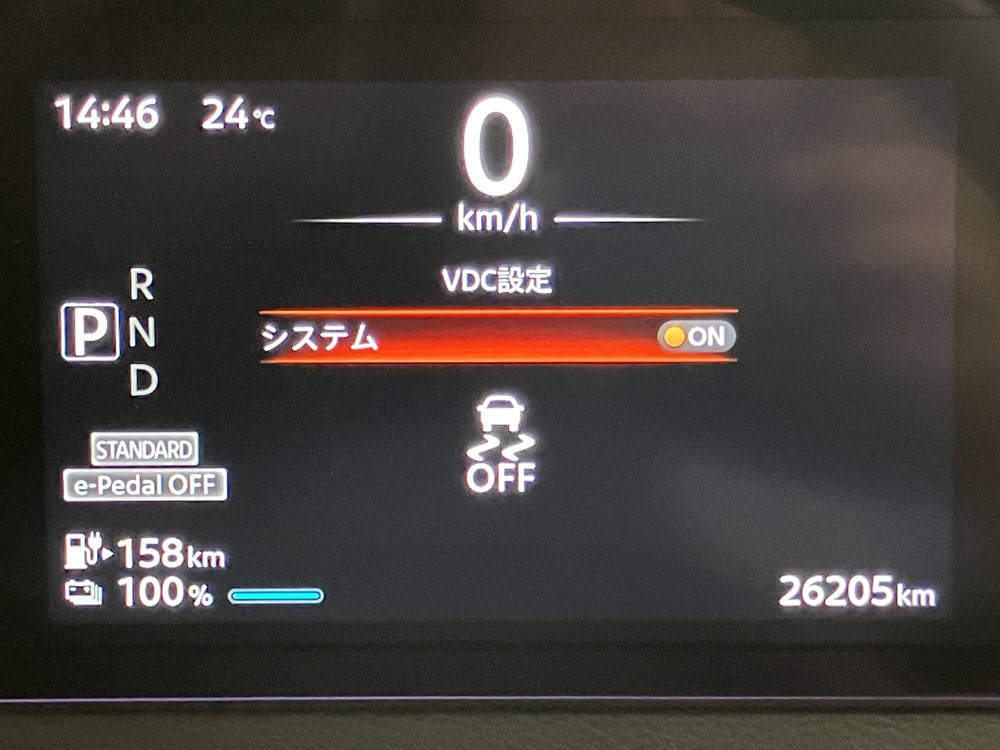 14:46 24℃
0
km/h
VDC設定
システム ON
R
P N
D
OFF
STANDARD
e-Pedal OFF
158km
100%
26205km